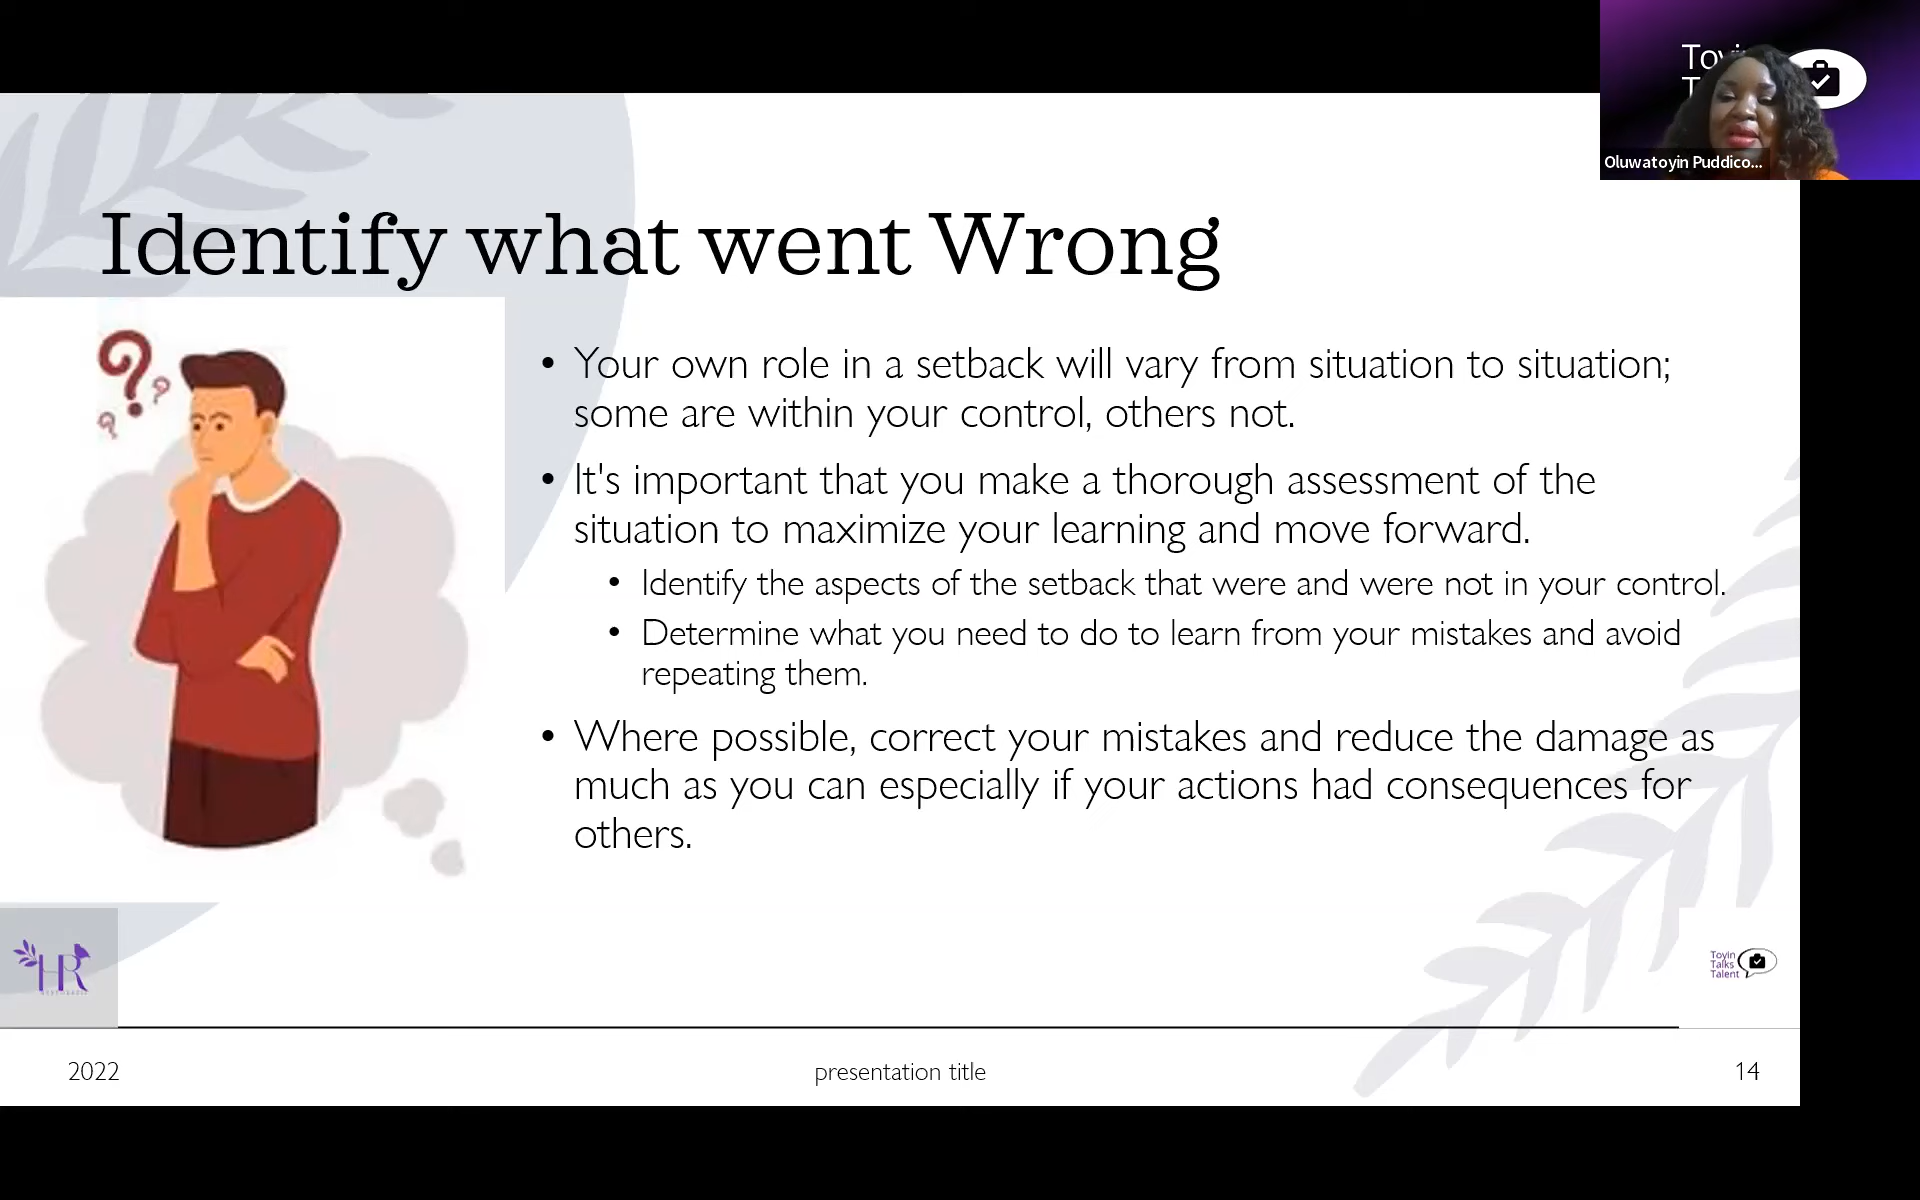 Oluwatoyin Puddico...
Identify what went Wrong
• Your own role in a setback will vary from situation to situation;
some are within your control, others not.
• It's important that you make a thorough assessment of the
situation to maximize your learning and move forward.
• Identify the aspects of the setback that were and were not in your control.
• Determine what you need to do to learn from your mistakes and avoid
repeating them.
• Where possible, correct your mistakes and reduce the damage as
much as you can especially if your actions had consequences for
others.
HR
Toyin
Talks
Talent
2022
presentation title
14